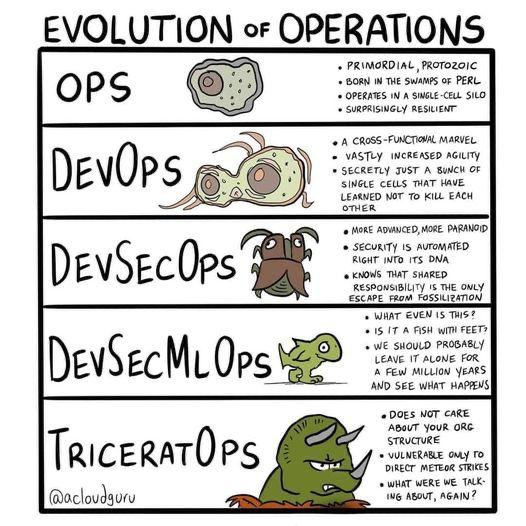 EVOLUTION OF OPERATIONS
OPS
• PRIMORDIAL, PROTOZOIC
• BORN IN THE SWAMPS OF PERL
• OPERATES IN A SINGLE-CELL SILO
• SURPRISINGLY RESILIENT
DEVOPS
• A CROSS-FUNCTIONAL MARVEL
• VASTLY INCREASED AGILITY
• SECRETLY JUST A BUNCH OF
SINGLE CELLS THAT HAVE
LEARNED NOT TO KILL EACH
OTHER
DEVSECOPS
• MORE ADVANCED, MORE PARANOID
• SECURITY IS AUTOMATED
RIGHT INTO ITS DNA
• KNOWS THAT SHARED
RESPONSIBILITY IS THE ONLY
ESCAPE FROM FOSSILIZATION
DEVSECMLOPS
• WHAT EVEN IS THIS?
• IS IT A FISH WITH FEET?
• WE SHOULD PROBABLY
LEAVE IT ALONE FOR
A FEW MILLION YEARS
AND SEE WHAT HAPPENS
TRICERATOPS
• DOES NOT CARE
ABOUT YOUR ORG
STRUCTURE
• VULNERABLE ONLY TO
DIRECT METEOR STRIKES
• WHAT WERE WE TALK-
ING ABOUT, AGAIN?
@acloudguru